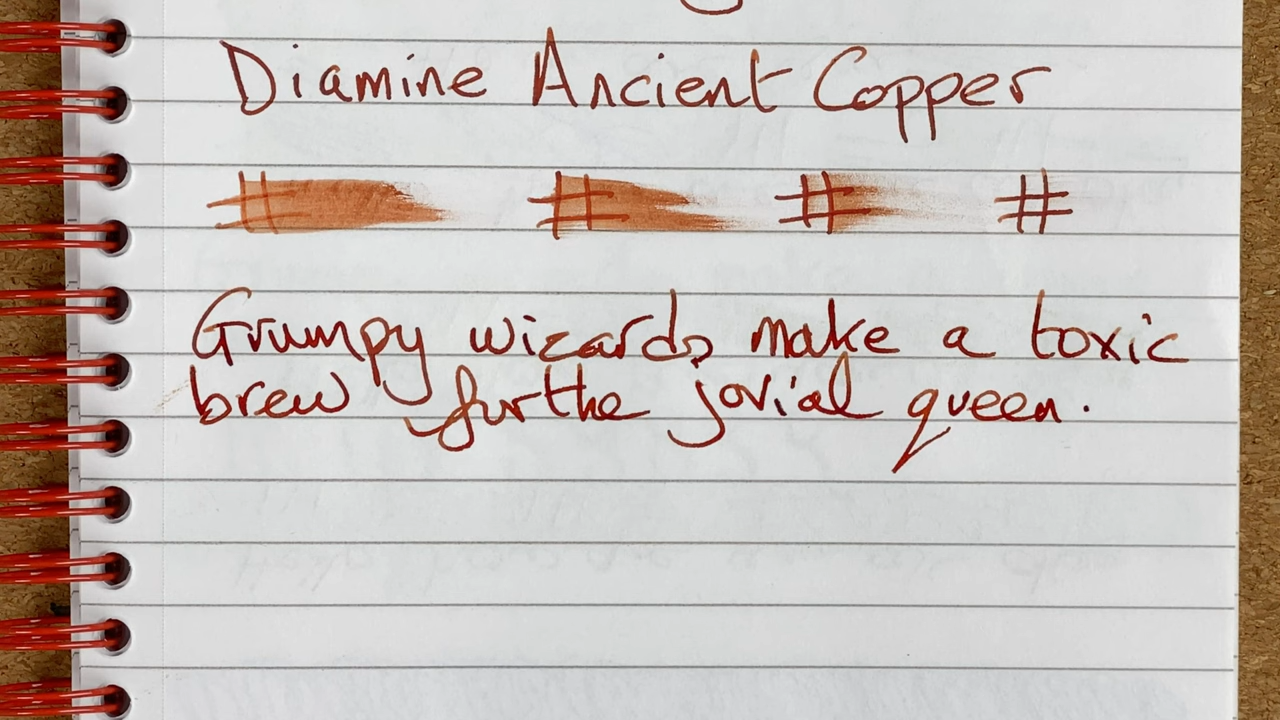 Diamine Ancient Copper
# # # #
Grumpy wizards make a toxic
brew for the jovial queen.